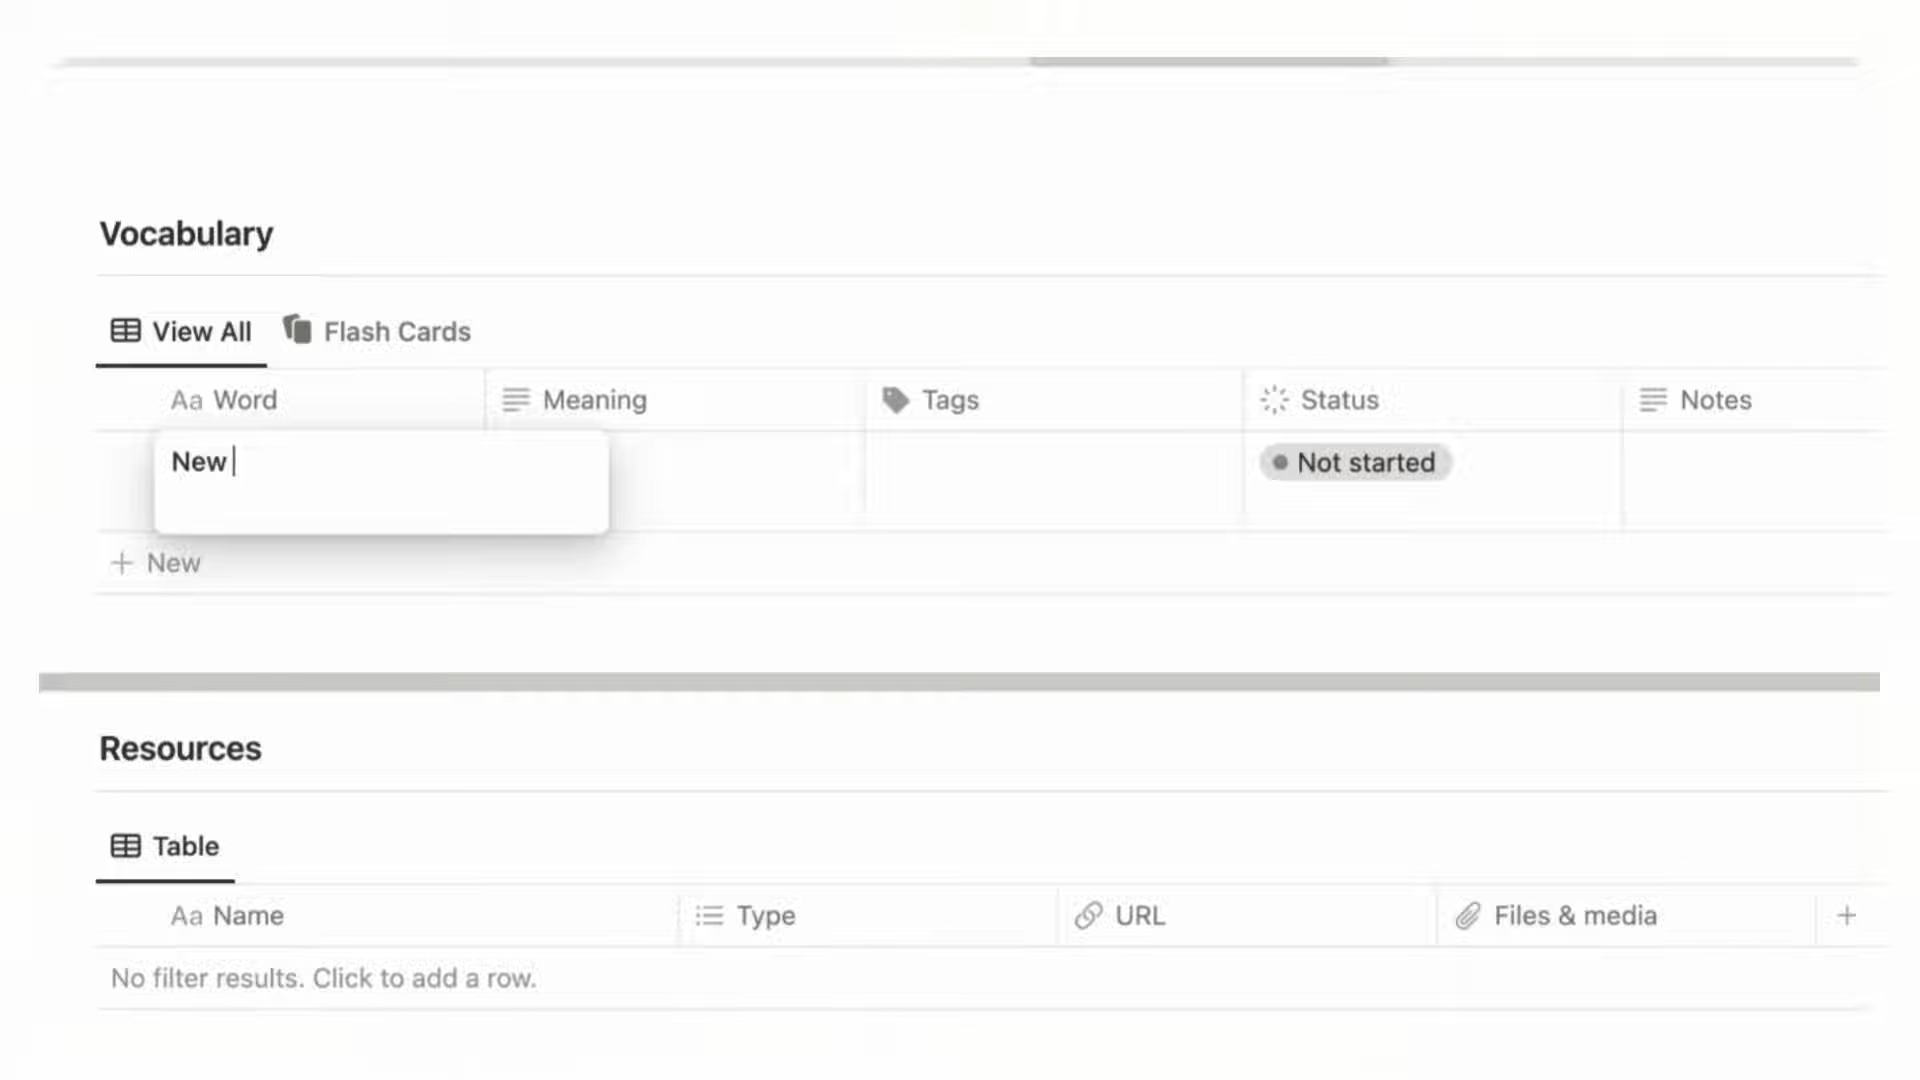 Vocabulary
View All Flash Cards
Aa Word Meaning Tags Status Notes
New Not started
+ New
Resources
Table
Aa Name Type URL Files & media +
No filter results. Click to add a row.